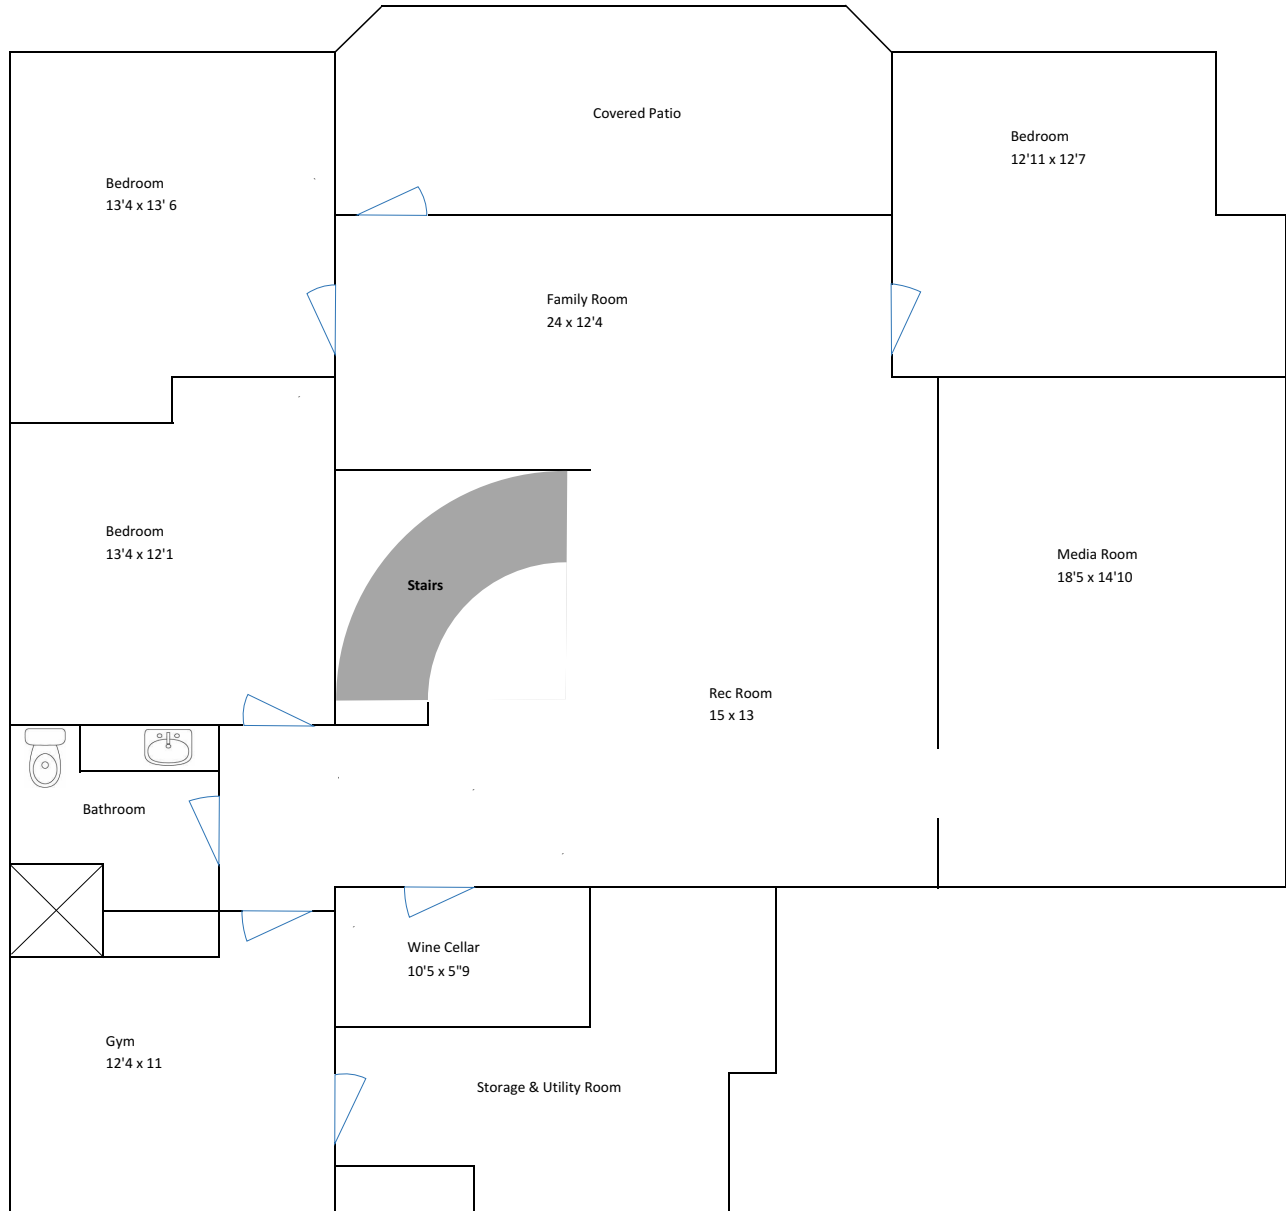 Covered Patio
Bedroom
12'11 x 12'7
Bedroom
13'4 x 13' 6
Family Room
24 x 12'4
Bedroom
13'4 x 12'1
Stairs
Media Room
18'5 x 14'10
Rec Room
15 x 13
Bathroom
Wine Cellar
10'5 x 5"9
Gym
12'4 x 11
Storage & Utility Room